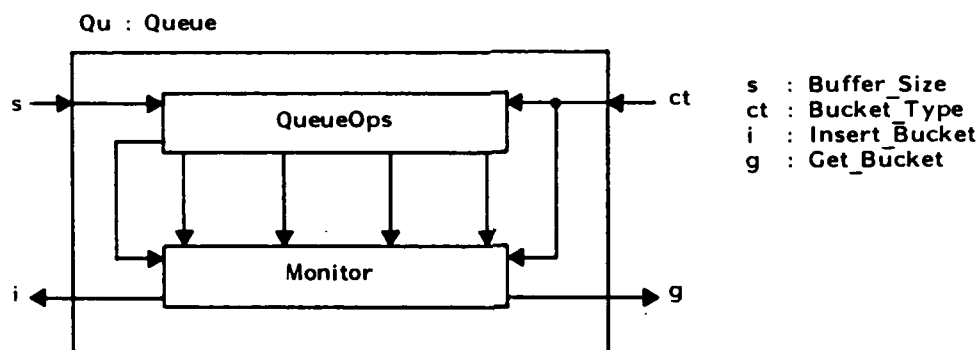 Qu : Queue
s
QueueOps
ct
s : Buffer_Size
ct : Bucket_Type
i : Insert_Bucket
g : Get_Bucket
Monitor
i
g